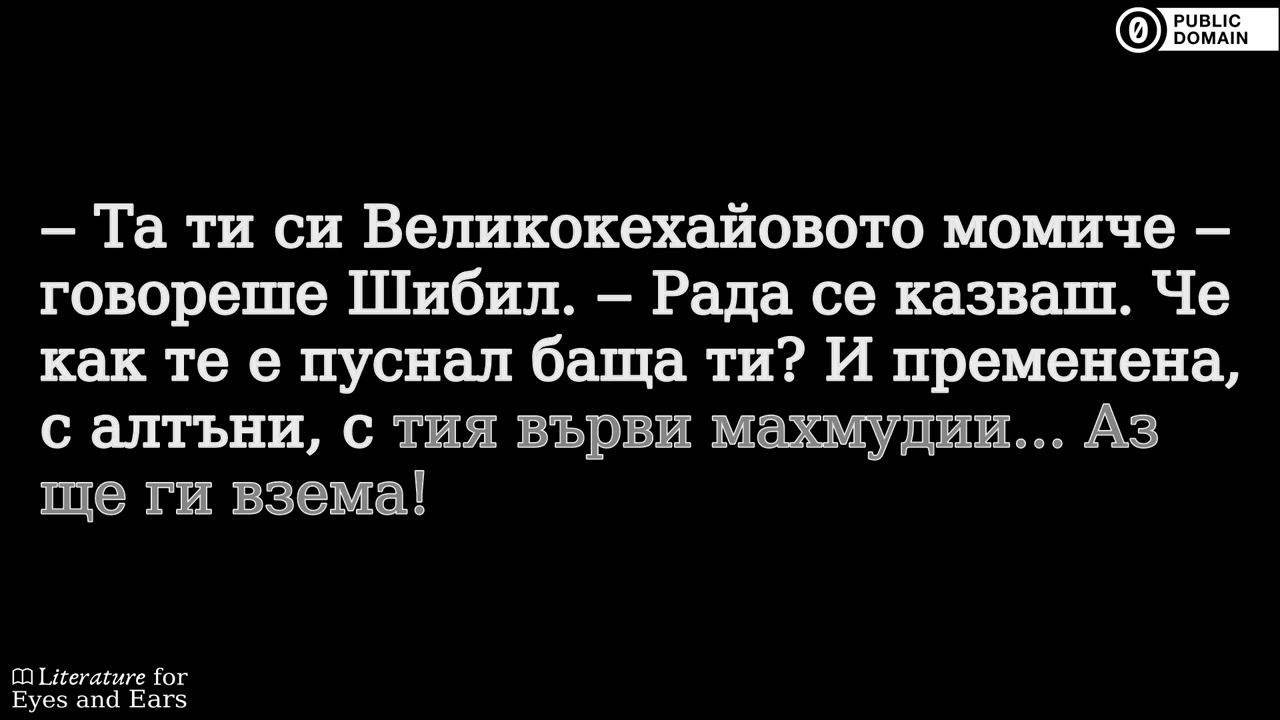 PUBLIC
DOMAIN
– Та ти си Великокехайовото момиче –
говореше Шибил. – Рада се казваш. Че
как те е пуснал баща ти? И пременена,
с алтъни, с тия върви махмудии... Аз
ще ги взема!
Literature for
Eyes and Ears